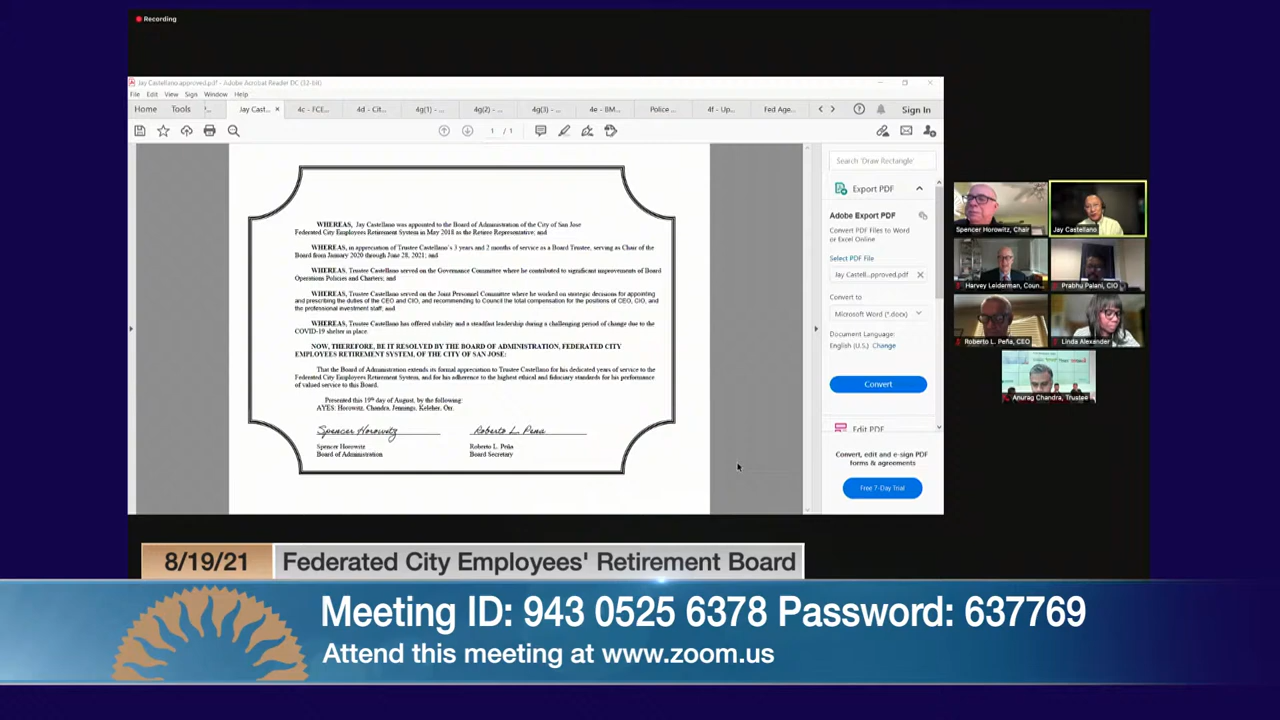 Recording
Jay Castellano approved.pdf - Adobe Acrobat Reader DC (32-bit)
File Edit View Sign Window Help
Home Tools Jay Cast... × 4c - FCE... 4d - Cit... 4g(1) - ... 4g(2) - ... 4g(3) - ... 4e - BM... Police ... 4f - Up... Fed Age... Sign In
1 / 1
Search 'Draw Rectangle'
Export PDF
Adobe Export PDF
Convert PDF Files to Word
or Excel Online
Select PDF File
Jay Castell...pproved.pdf ×
Convert to
Microsoft Word (*.docx)
Document Language:
English (U.S.) Change
Convert
Edit PDF
Convert, edit and e-sign PDF
forms & agreements
Free 7-Day Trial
WHEREAS, Jay Castellano was appointed to the Board of Administration of the City of San Jose
Federated City Employees Retirement System in May 2018 as the Retiree Representative; and
WHEREAS, in appreciation of Trustee Castellano's 3 years and 2 months of service as a Board Trustee, serving as Chair of the
Board from January 2020 through June 28, 2021; and
WHEREAS, Trustee Castellano served on the Governance Committee where he contributed to significant improvements of Board
Operations Policies and Charters; and
WHEREAS, Trustee Castellano served on the Joint Personnel Committee where he worked on strategic decisions for appointing
and prescribing the duties of the CEO and CIO, and recommending to Council the total compensation for the positions of CEO, CIO, and
the professional investment staff; and
WHEREAS, Trustee Castellano has offered stability and a steadfast leadership during a challenging period of change due to the
COVID-19 shelter in place.
NOW, THEREFORE, BE IT RESOLVED BY THE BOARD OF ADMINISTRATION, FEDERATED CITY
EMPLOYEES RETIREMENT SYSTEM, OF THE CITY OF SAN JOSE:
That the Board of Administration extends its formal appreciation to Trustee Castellano for his dedicated years of service to the
Federated City Employees Retirement System, and for his adherence to the highest ethical and fiduciary standards for his performance
of valued service to this Board.
Presented this 19th day of August, by the following:
AYES: Horowitz, Chandra, Jennings, Keleher, Orr.
Spencer Horowitz Roberto L. Peña
Spencer Horowitz Roberto L. Peña
Board of Administration Board Secretary
Spencer Horowitz, Chair Jay Castellano
Harvey Leiderman, Coun... Prabhu Palani, CIO
Roberto L. Peña, CEO Linda Alexander
Anurag Chandra, Trustee
8/19/21 Federated City Employees' Retirement Board
Meeting ID: 943 0525 6378 Password: 637769
Attend this meeting at www.zoom.us